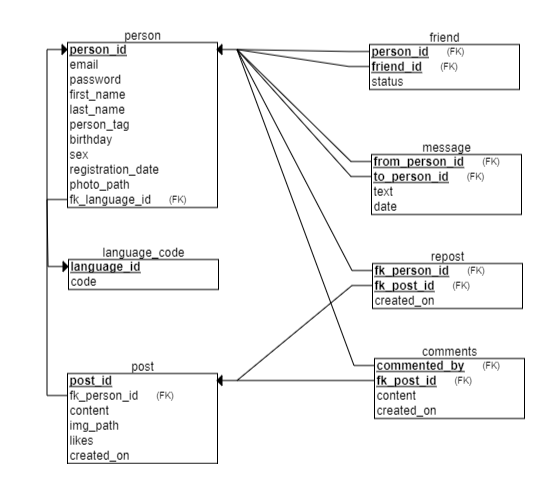 person
person_id
email
password
first_name
last_name
person_tag
birthday
sex
registration_date
photo_path
fk_language_id (FK)
language_code
language_id
code
post
post_id
fk_person_id (FK)
content
img_path
likes
created_on
friend
person_id (FK)
friend_id (FK)
status
message
from_person_id (FK)
to_person_id (FK)
text
date
repost
fk_person_id (FK)
fk_post_id (FK)
created_on
comments
commented_by (FK)
fk_post_id (FK)
content
created_on